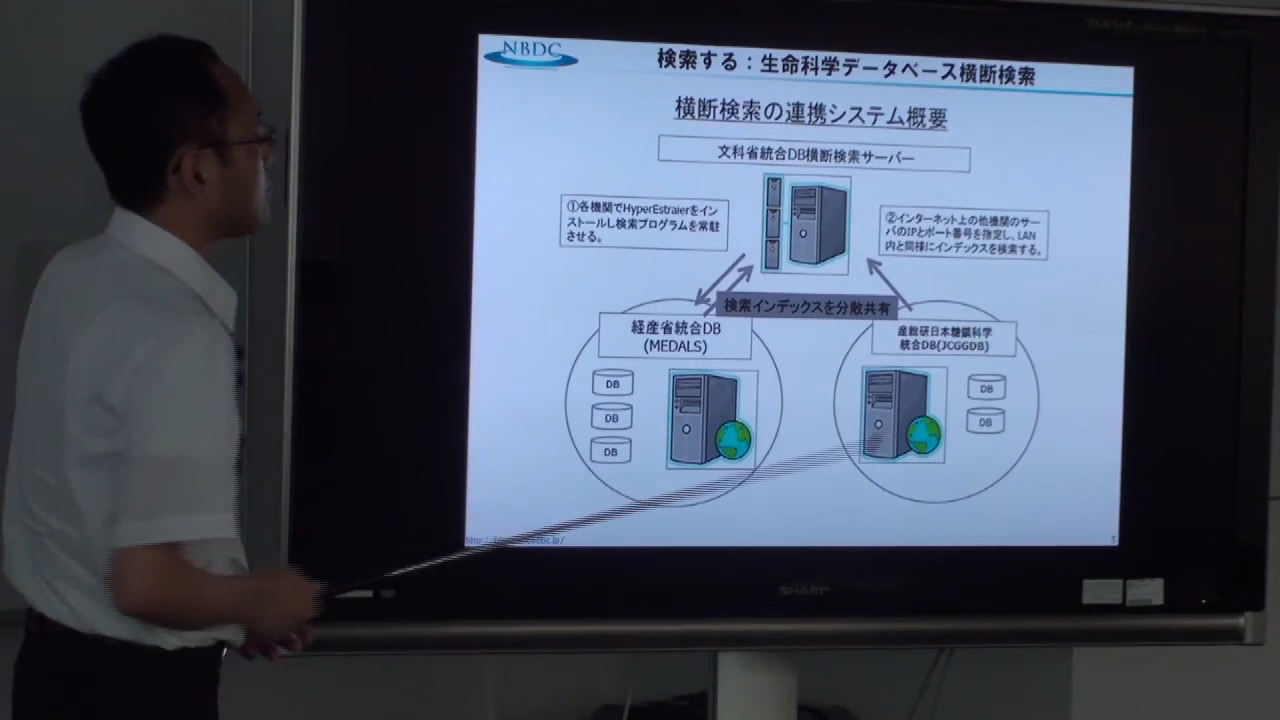 NBDC
検索する：生命科学データベース横断検索
横断検索の連携システム概要
文科省統合DB横断検索サーバー
①各機関でHyperEstraierをイン
ストールし検索プログラムを常駐
させる。
②インターネット上の他機関のサー
バのIPとポート番号を指定し、LAN
内と同様にインデックスを検索する。
検索インデックスを分散共有
経産省統合DB
(MEDALS)
産総研日本糖鎖科学
統合DB(JCGGDB)
DB
DB
DB
DB
DB
SHARP